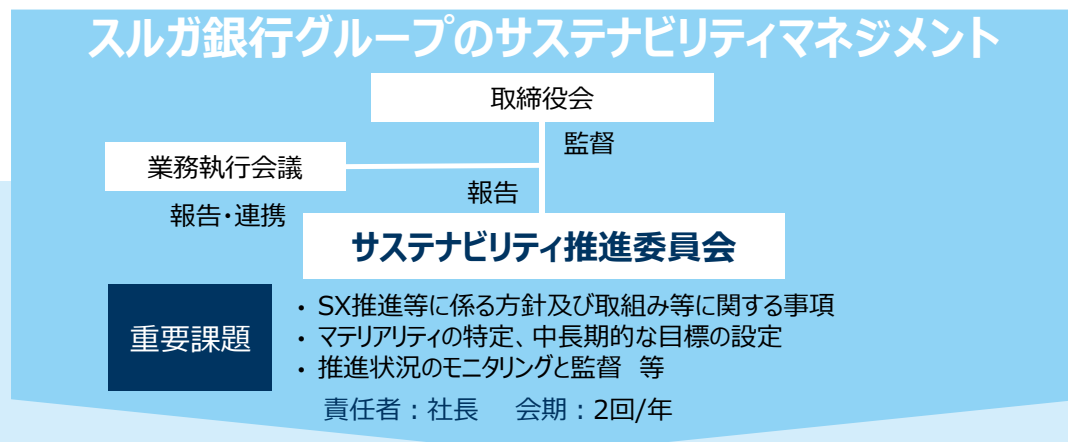 スルガ銀行グループのサステナビリティマネジメント
取締役会
監督
業務執行会議
報告
報告・連携
サステナビリティ推進委員会
重要課題
・SX推進等に係る方針及び取組み等に関する事項
・マテリアリティの特定、中長期的な目標の設定
・推進状況のモニタリングと監督 等
責任者：社長 会期：2回/年